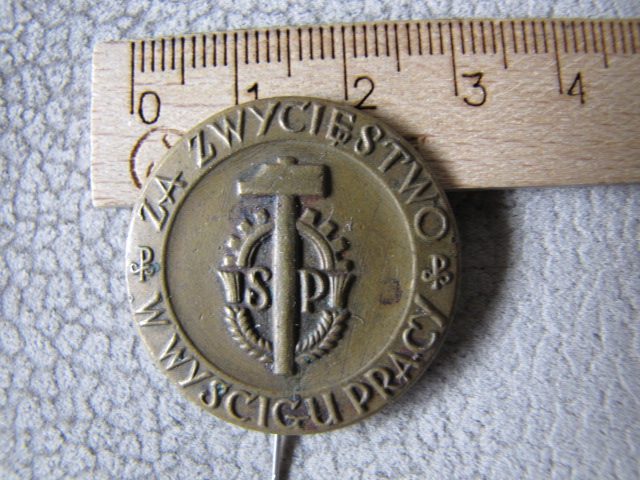 0 1 2 3 4
ZA ZWYCIĘSTWO
SP
W WYŚCIGU PRACY